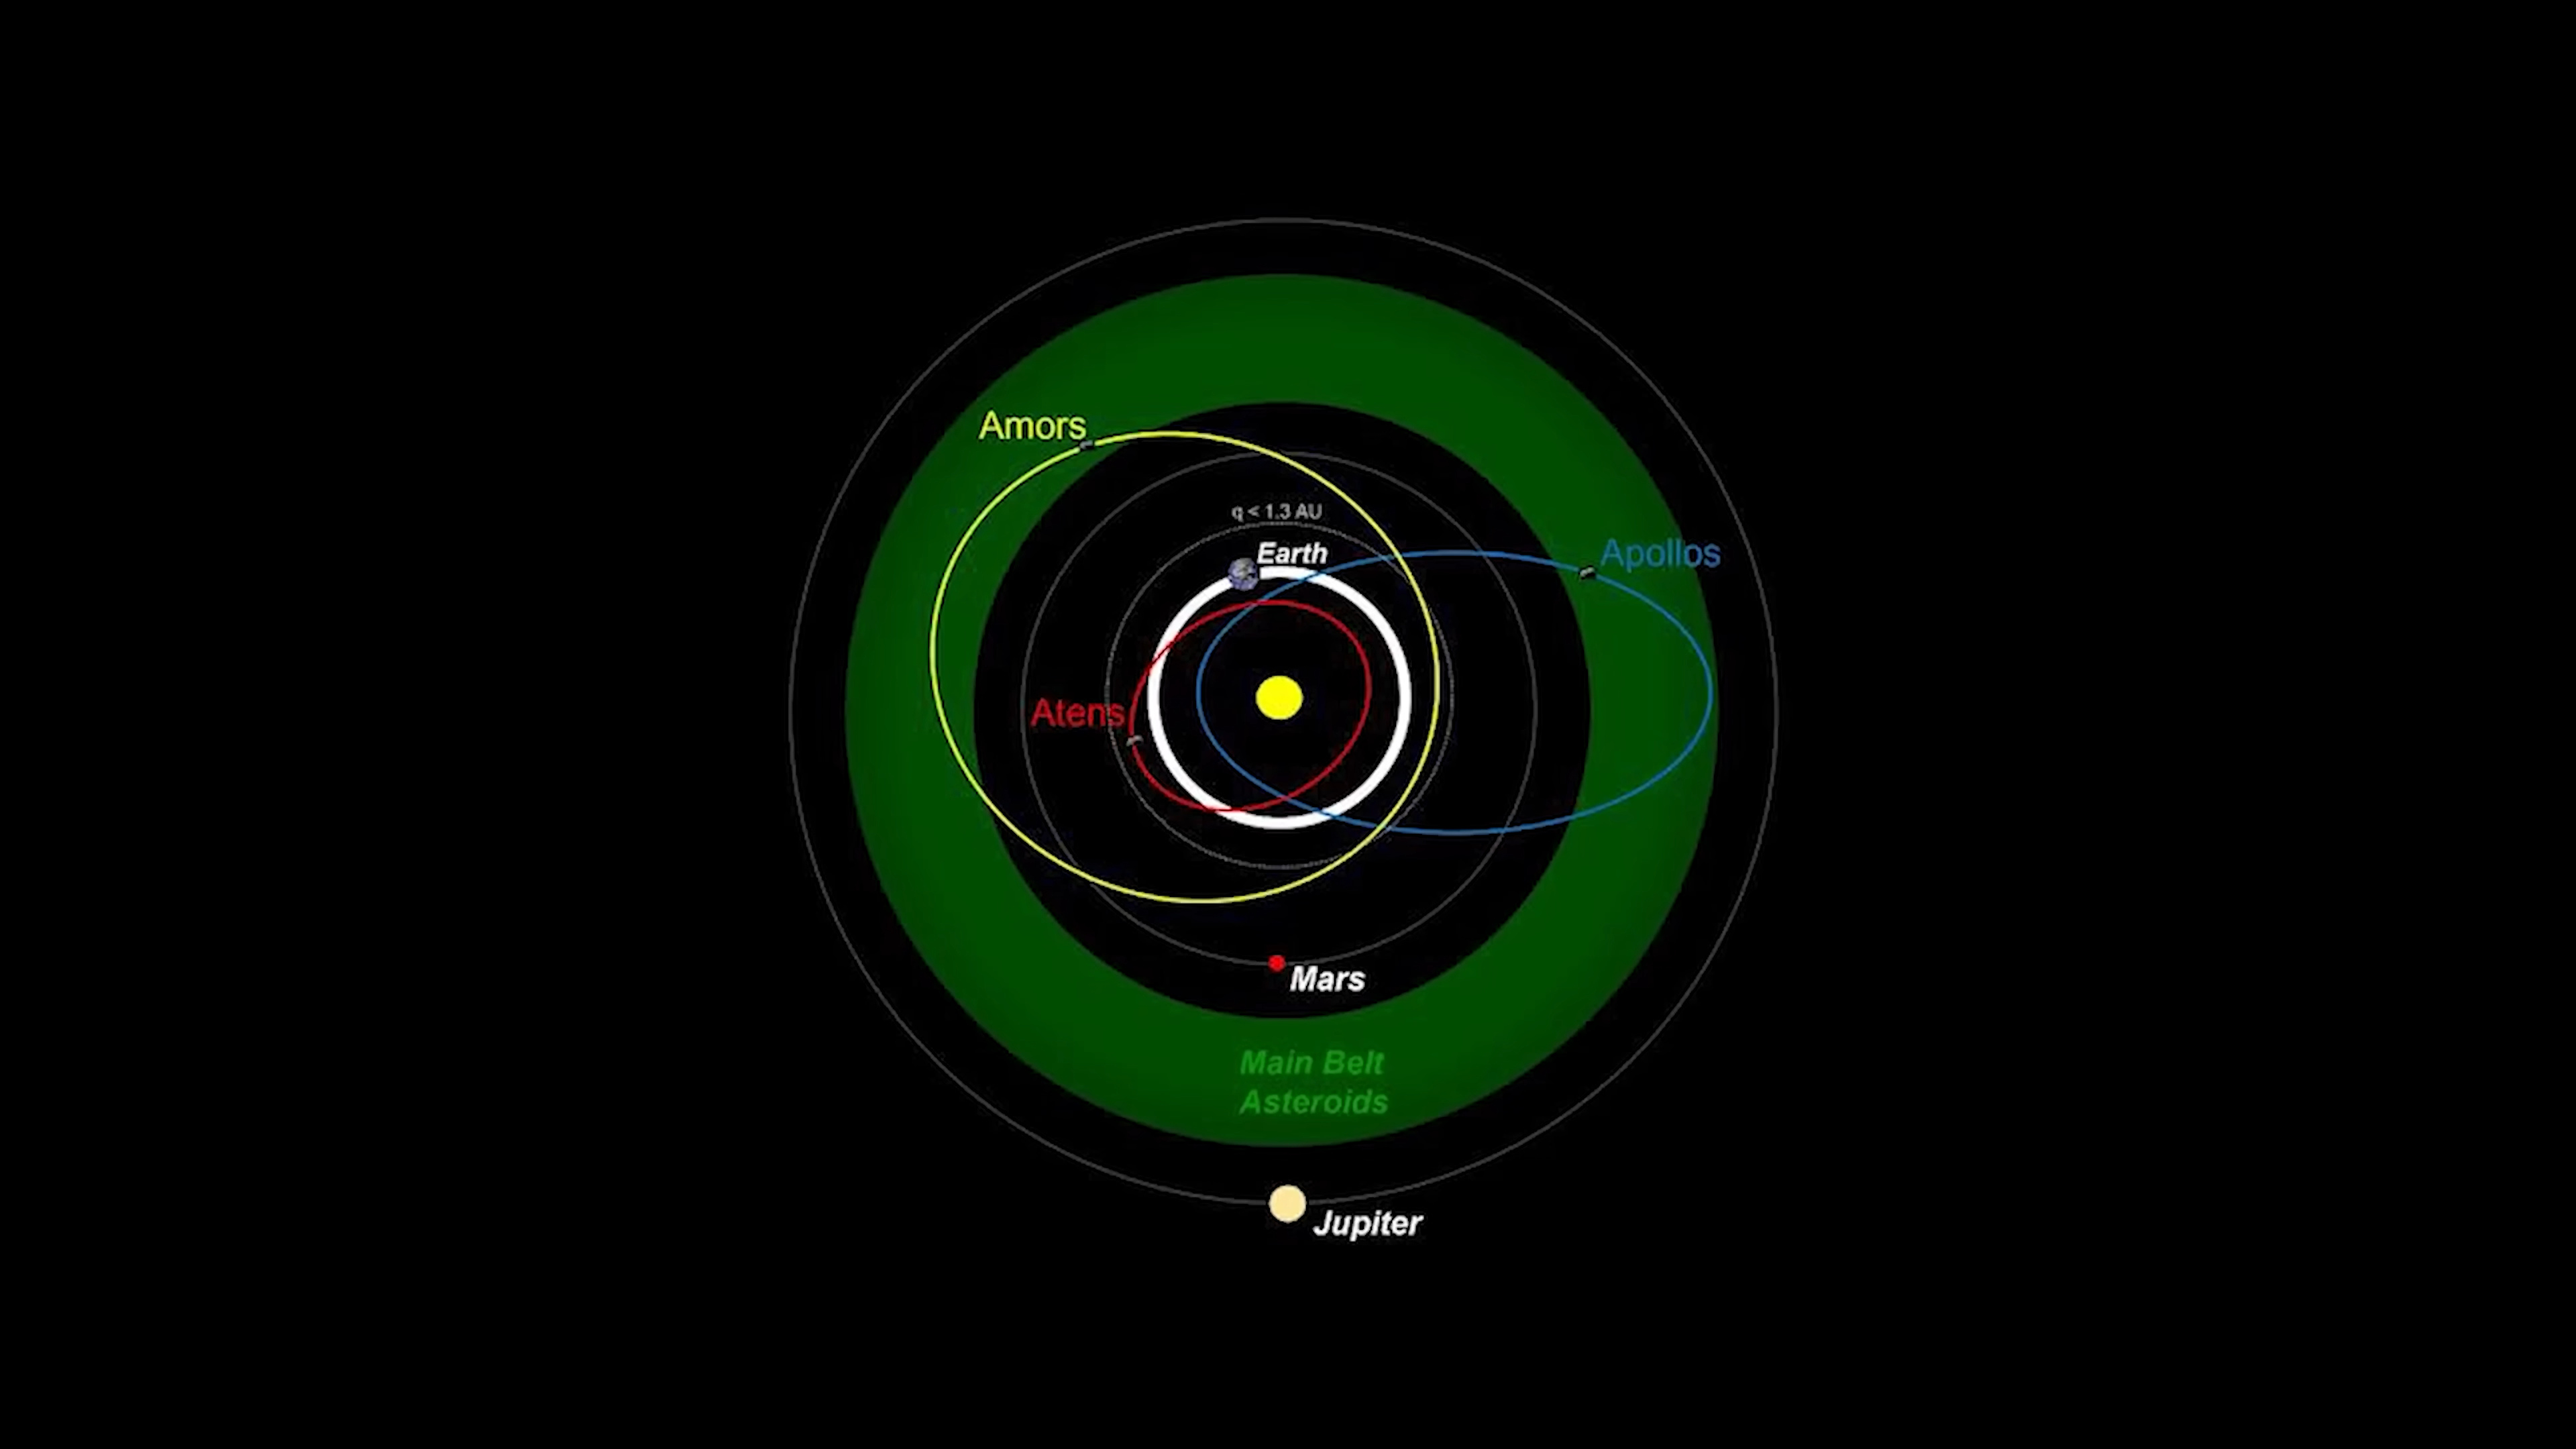 Amors
q < 1.3 AU
Earth
Apollos
Atens
Mars
Main Belt
Asteroids
Jupiter